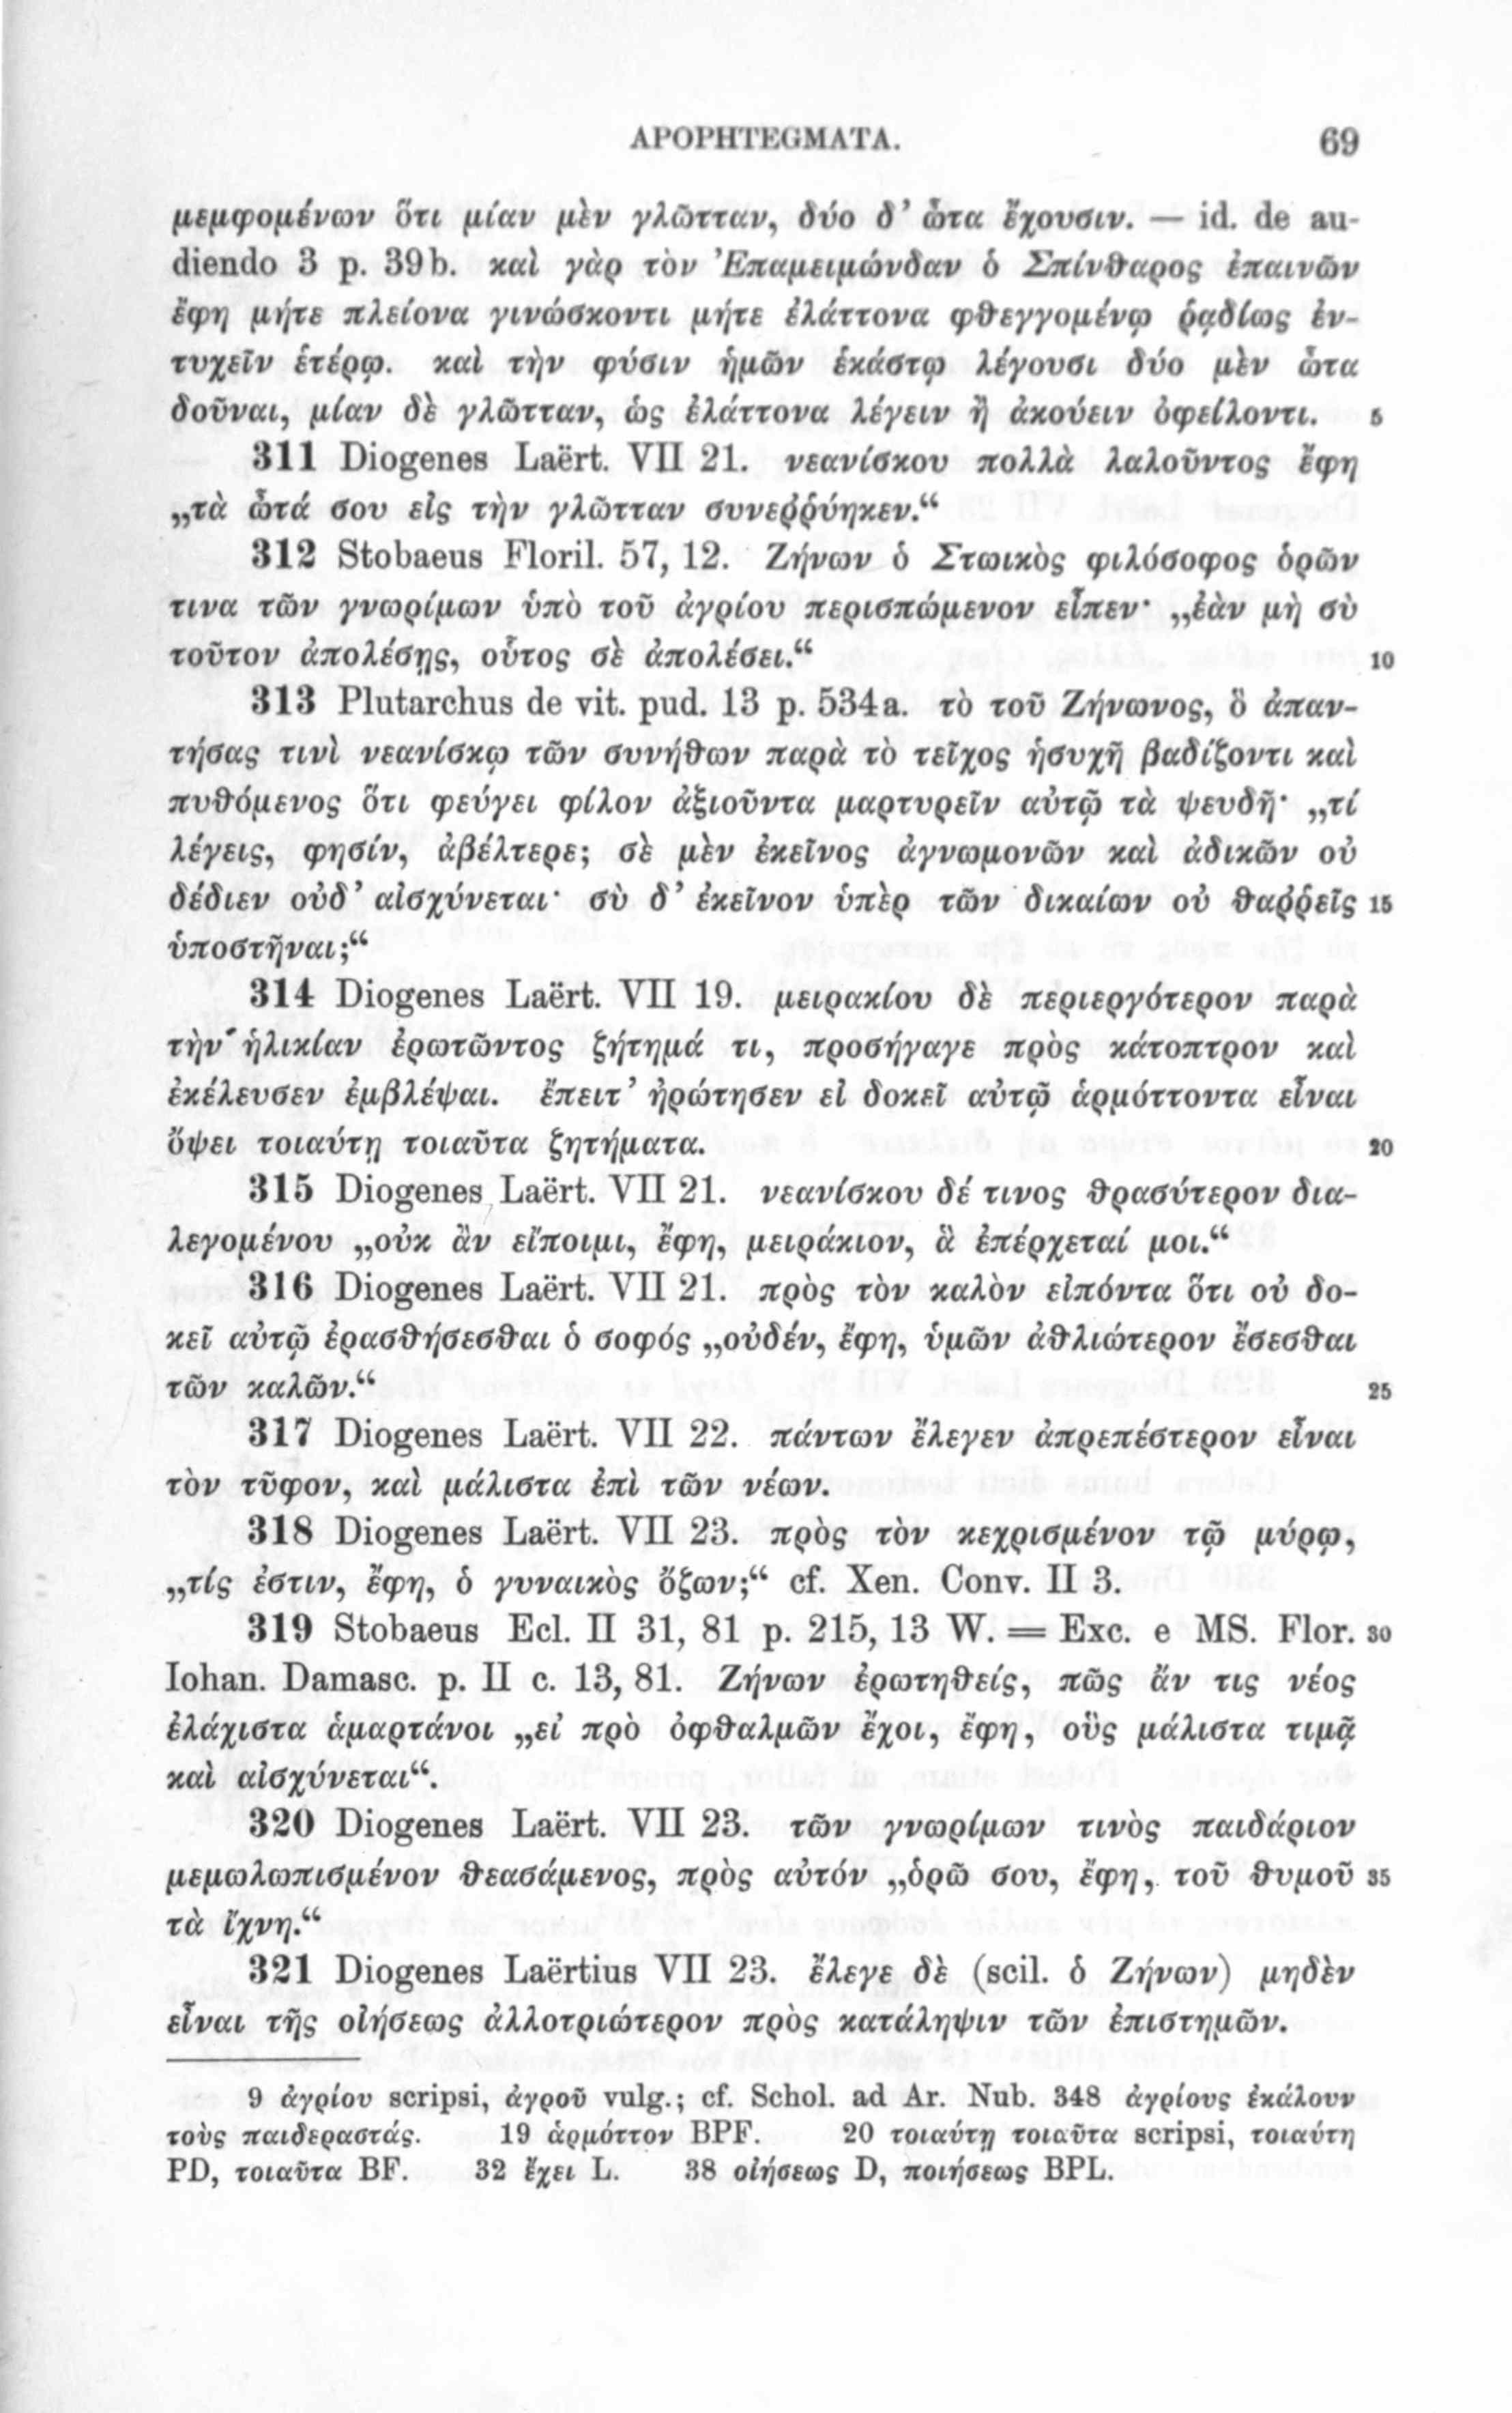 APOPHTEGMATA. 69
μεμφομένων ὅτι μίαν μὲν γλῶτταν, δύο δ’ ὦτα ἔχουσιν. — id. de au-
diendo 3 p. 39b. καὶ γὰρ τὸν Ἐπαμειμώνδαν ὁ Σπίνθαρος ἐπαινῶν
ἔφη μήτε πλείονα γινώσκοντι μήτε ἐλάττονα φθεγγομένῳ ῥᾳδίως ἐν-
τυχεῖν ἑτέρῳ. καὶ τὴν φύσιν ἡμῶν ἑκάστῳ λέγουσι δύο μὲν ὦτα
δοῦναι, μίαν δὲ γλῶτταν, ὡς ἐλάττονα λέγειν ἢ ἀκούειν ὀφείλοντι. 5
311 Diogenes Laërt. VII 21. νεανίσκου πολλὰ λαλοῦντος ἔφη
„τὰ ὦτά σου εἰς τὴν γλῶτταν συνεῤῥύηκεν.“
312 Stobaeus Floril. 57, 12. Ζήνων ὁ Στωικὸς φιλόσοφος ὁρῶν
τινα τῶν γνωρίμων ὑπὸ τοῦ ἀγρίου περισπώμενον εἶπεν· „ἐὰν μὴ σὺ
τοῦτον ἀπολέσῃς, οὗτος σὲ ἀπολέσει.“ 10
313 Plutarchus de vit. pud. 13 p. 534a. τὸ τοῦ Ζήνωνος, ὃ ἀπαν-
τήσας τινὶ νεανίσκῳ τῶν συνήθων παρὰ τὸ τεῖχος ἡσυχῆ βαδίζοντι καὶ
πυθόμενος ὅτι φεύγει φίλον ἀξιοῦντα μαρτυρεῖν αὐτῷ τὰ ψευδῆ· „τί
λέγεις, φησίν, ἀβέλτερε; σὲ μὲν ἐκεῖνος ἀγνωμονῶν καὶ ἀδικῶν οὐ
δέδιεν οὐδ’ αἰσχύνεται· σὺ δ’ ἐκεῖνον ὑπὲρ τῶν δικαίων οὐ θαῤῥεῖς 15
ὑποστῆναι;“
314 Diogenes Laërt. VII 19. μειρακίου δὲ περιεργότερον παρὰ
τὴν ἡλικίαν ἐρωτῶντος ζήτημά τι, προσήγαγε πρὸς κάτοπτρον καὶ
ἐκέλευσεν ἐμβλέψαι. ἔπειτ’ ἠρώτησεν εἰ δοκεῖ αὐτῷ ἁρμόττοντα εἶναι
ὄψει τοιαύτῃ τοιαῦτα ζητήματα. 20
315 Diogenes Laërt. VII 21. νεανίσκου δέ τινος θρασύτερον δια-
λεγομένου „οὐκ ἂν εἴποιμι, ἔφη, μειράκιον, ἃ ἐπέρχεταί μοι.“
316 Diogenes Laërt. VII 21. πρὸς τὸν καλὸν εἰπόντα ὅτι οὐ δο-
κεῖ αὐτῷ ἐρασθήσεσθαι ὁ σοφός „οὐδέν, ἔφη, ὑμῶν ἀθλιώτερον ἔσεσθαι
τῶν καλῶν.“ 25
317 Diogenes Laërt. VII 22. πάντων ἔλεγεν ἀπρεπέστερον εἶναι
τὸν τῦφον, καὶ μάλιστα ἐπὶ τῶν νέων.
318 Diogenes Laërt. VII 23. πρὸς τὸν κεχρισμένον τῷ μύρῳ,
„τίς ἐστιν, ἔφη, ὁ γυναικὸς ὄζων;“ cf. Xen. Conv. II 3.
319 Stobaeus Ecl. II 31, 81 p. 215, 13 W. = Exc. e MS. Flor. 30
Iohan. Damasc. p. II c. 13, 81. Ζήνων ἐρωτηθείς, πῶς ἄν τις νέος
ἐλάχιστα ἁμαρτάνοι „εἰ πρὸ ὀφθαλμῶν ἔχοι, ἔφη, οὓς μάλιστα τιμᾷ
καὶ αἰσχύνεται“.
320 Diogenes Laërt. VII 23. τῶν γνωρίμων τινὸς παιδάριον
μεμωλωπισμένον θεασάμενος, πρὸς αὐτόν „ὁρῶ σου, ἔφη, τοῦ θυμοῦ 35
τὰ ἴχνη.“
321 Diogenes Laërtius VII 23. ἔλεγε δὲ (scil. ὁ Ζήνων) μηδὲν
εἶναι τῆς οἰήσεως ἀλλοτριώτερον πρὸς κατάληψιν τῶν ἐπιστημῶν.
9 ἀγρίου scripsi, ἀγροῦ vulg.; cf. Schol. ad Ar. Nub. 348 ἀγρίους ἐκάλουν
τοὺς παιδεραστάς. 19 ἁρμόττον BPF. 20 τοιαύτῃ τοιαῦτα scripsi, τοιαύτη
PD, τοιαῦτα BF. 32 ἔχει L. 38 οἰήσεως D, ποιήσεως BPL.